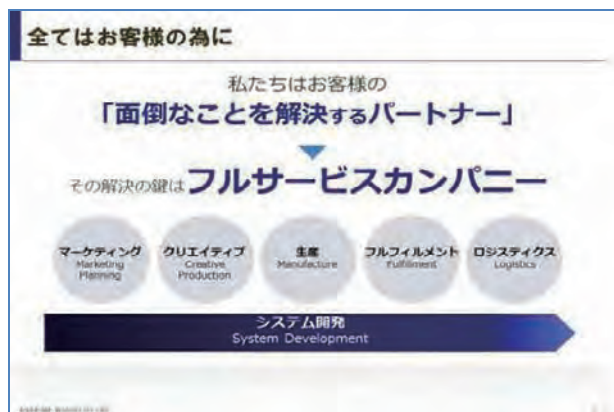 全てはお客様の為に
私たちはお客様の
「面倒なことを解決するパートナー」
その解決の鍵はフルサービスカンパニー
マーケティング
Marketing
Planning
クリエイティブ
Creative
Production
生産
Manufacture
フルフィルメント
Fulfillment
ロジスティクス
Logistics
システム開発
System Development